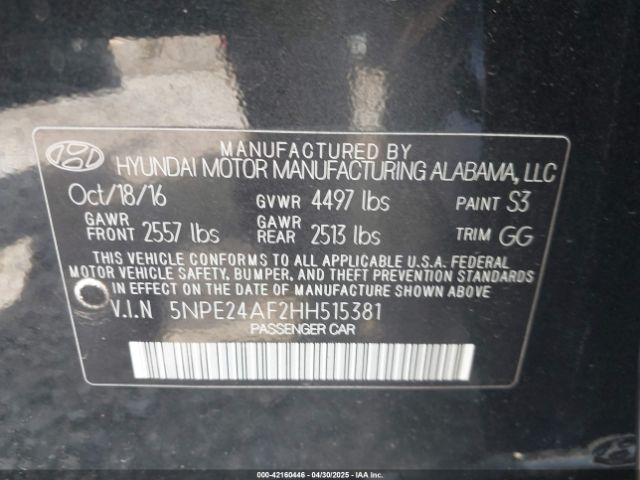 MANUFACTURED BY
HYUNDAI MOTOR MANUFACTURING ALABAMA, LLC
Oct/18/16 GVWR 4497 lbs PAINT S3
GAWR FRONT 2557 lbs GAWR REAR 2513 lbs TRIM GG
THIS VEHICLE CONFORMS TO ALL APPLICABLE U.S.A. FEDERAL
MOTOR VEHICLE SAFETY, BUMPER, AND THEFT PREVENTION STANDARDS
IN EFFECT ON THE DATE OF MANUFACTURE SHOWN ABOVE.
V.I.N 5NPE24AF2HH515381
PASSENGER CAR
000-42160446 - 04/30/2025 - IAA Inc.